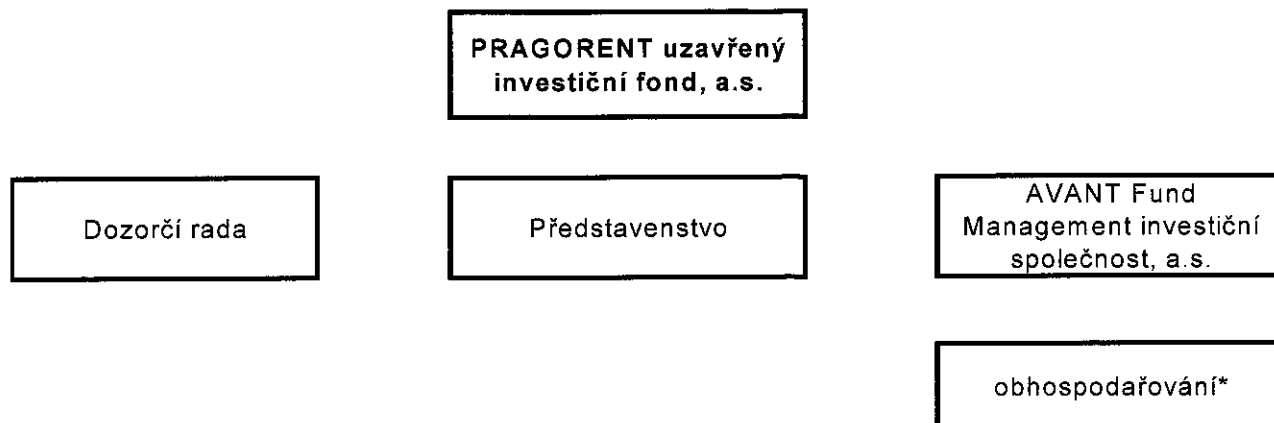 PRAGORENT uzavřený
investiční fond, a.s.
Dozorčí rada
Představenstvo
AVANT Fund
Management investiční
společnost, a.s.
obhospodařování*